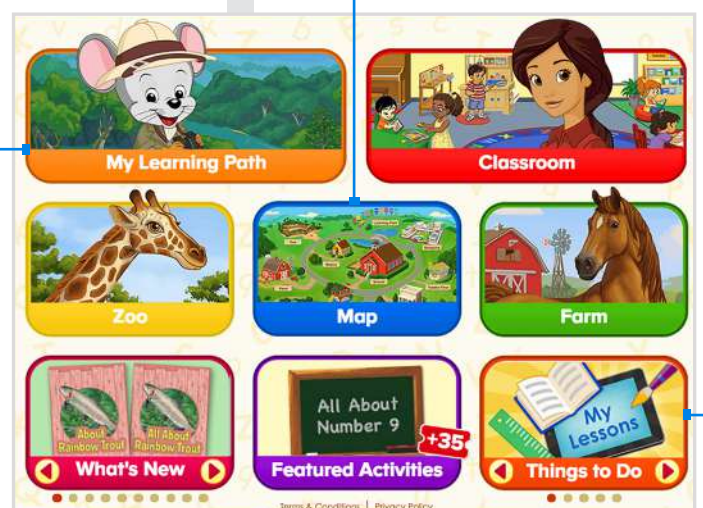 My Learning Path
Classroom
Zoo
Map
Farm
About
Rainbow Trout
All About
Rainbow Trout
What's New
All About
Number 9
+35
Featured Activities
My
Lessons
Things to Do
Terms & Conditions | Privacy Policy